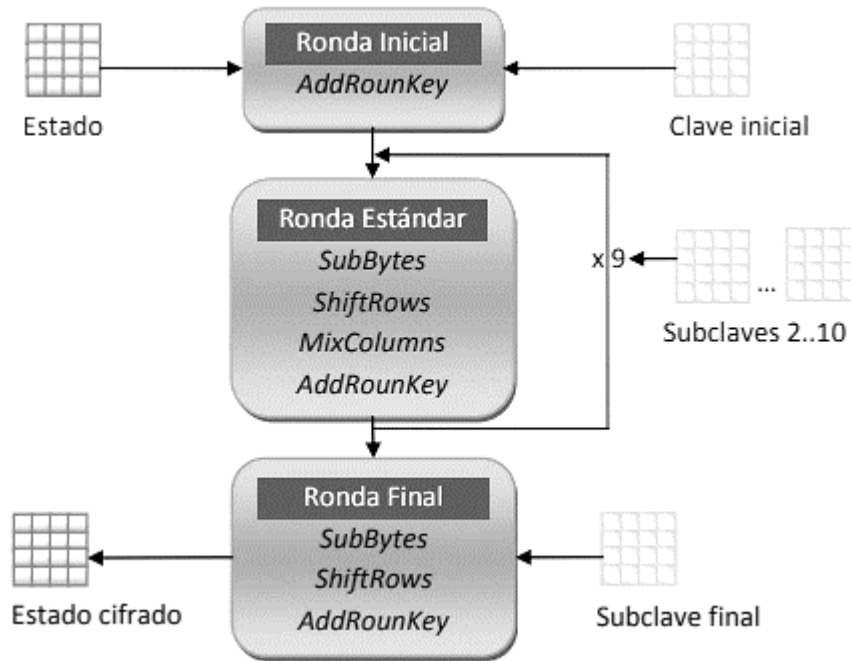 Ronda Inicial
AddRounKey
Estado
Clave inicial
Ronda Estándar
SubBytes
ShiftRows
MixColumns
AddRounKey
x 9
...
Subclaves 2..10
Ronda Final
SubBytes
ShiftRows
AddRounKey
Estado cifrado
Subclave final